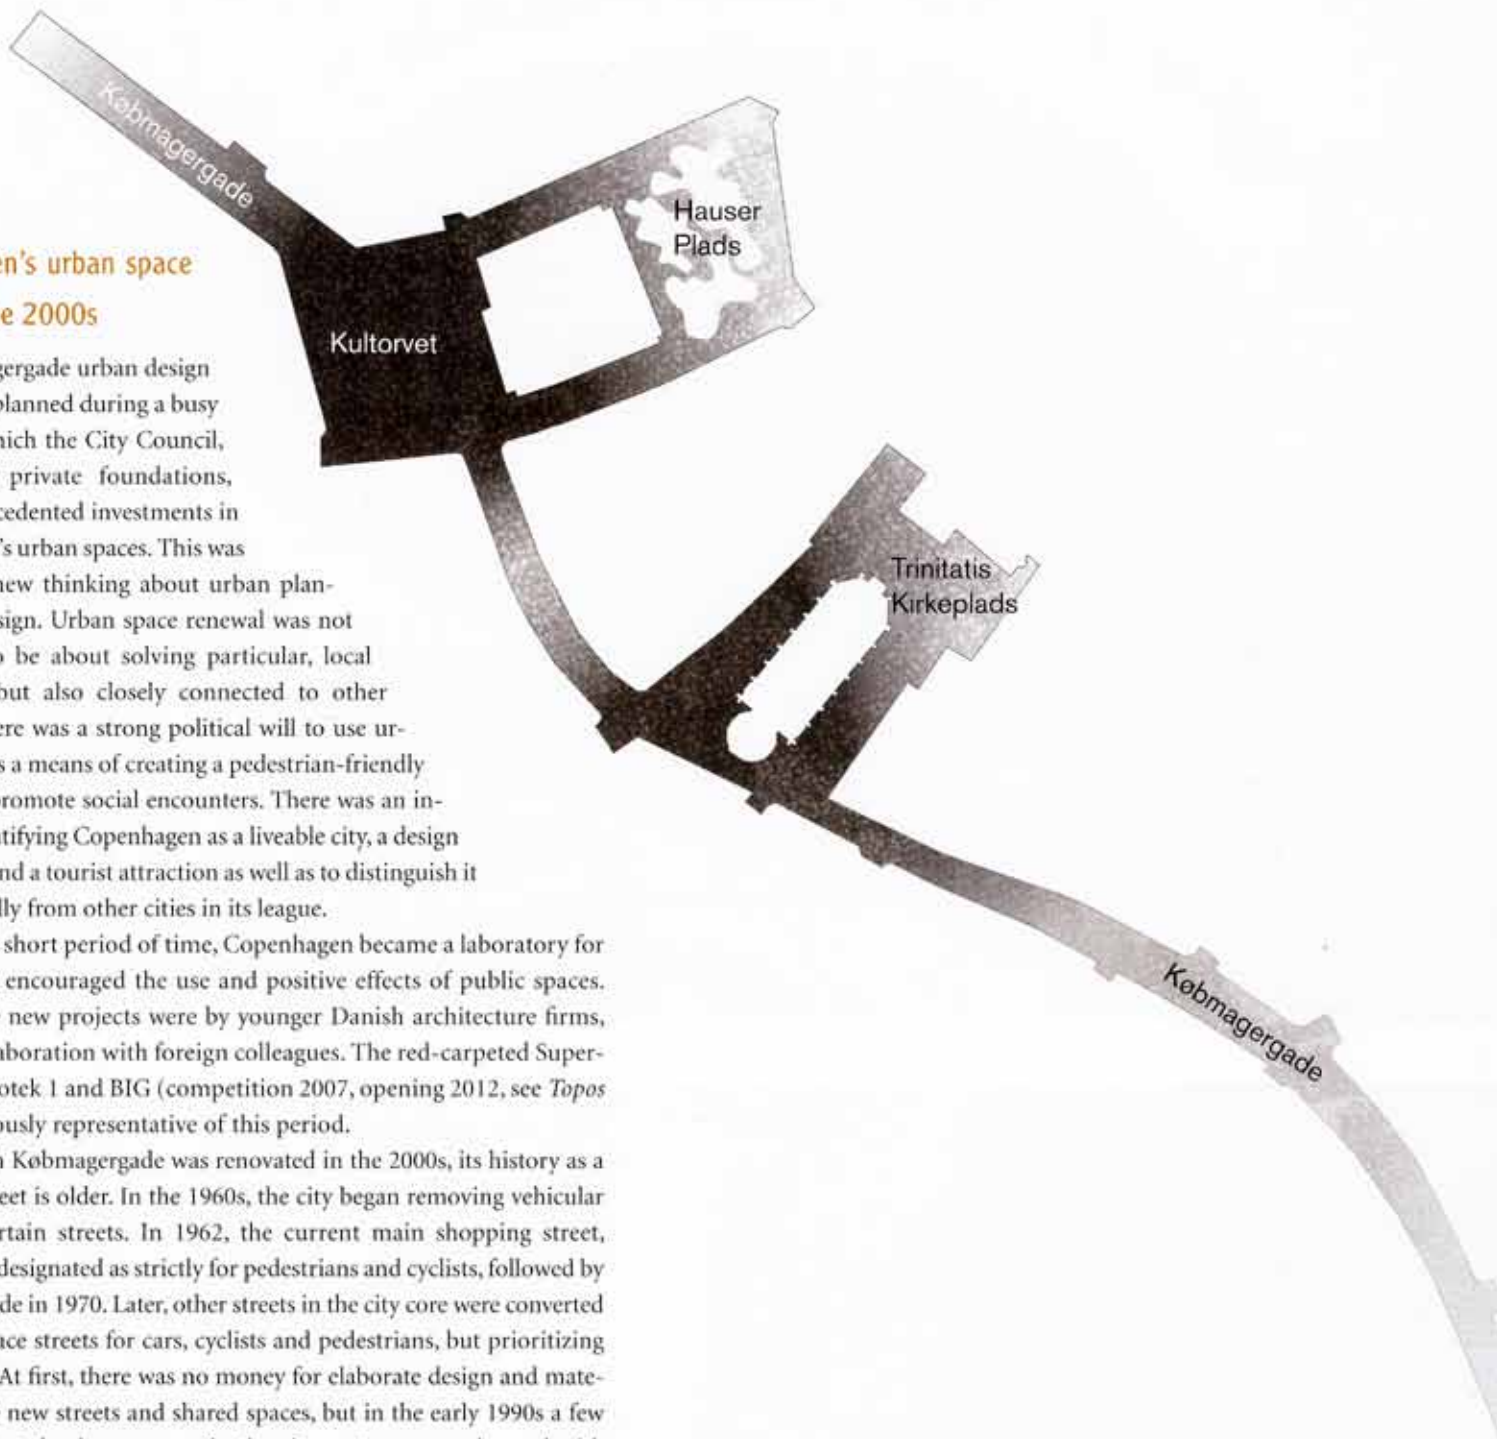 Købmagergade
Hauser
Plads
Kultorvet
Trinitatis
Kirkeplads
Købmagergade
en's urban space
e 2000s
gergade urban design
planned during a busy
hich the City Council,
private foundations,
cedented investments in
's urban spaces. This was
new thinking about urban plan-
sign. Urban space renewal was not
o be about solving particular, local
but also closely connected to other
ere was a strong political will to use ur-
s a means of creating a pedestrian-friendly
promote social encounters. There was an in-
ntifying Copenhagen as a liveable city, a design
nd a tourist attraction as well as to distinguish it
lly from other cities in its league.
short period of time, Copenhagen became a laboratory for
encouraged the use and positive effects of public spaces.
new projects were by younger Danish architecture firms,
aboration with foreign colleagues. The red-carpeted Super-
otek 1 and BIG (competition 2007, opening 2012, see Topos
ously representative of this period.
n Købmagergade was renovated in the 2000s, its history as a
eet is older. In the 1960s, the city began removing vehicular
rtain streets. In 1962, the current main shopping street,
designated as strictly for pedestrians and cyclists, followed by
de in 1970. Later, other streets in the city core were converted
ace streets for cars, cyclists and pedestrians, but prioritizing
At first, there was no money for elaborate design and mate-
new streets and shared spaces, but in the early 1990s a few